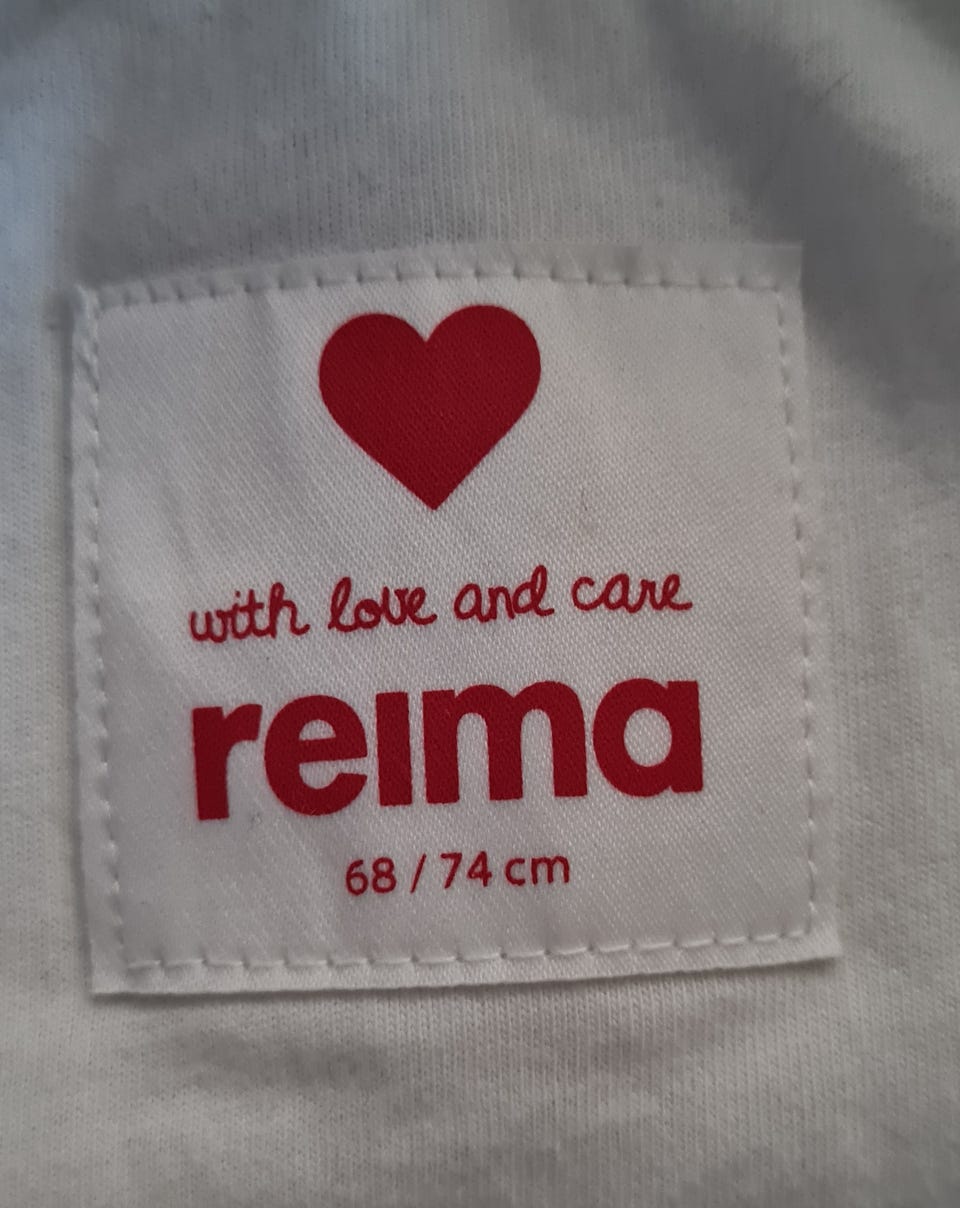 with love and care
reima
68 / 74 cm